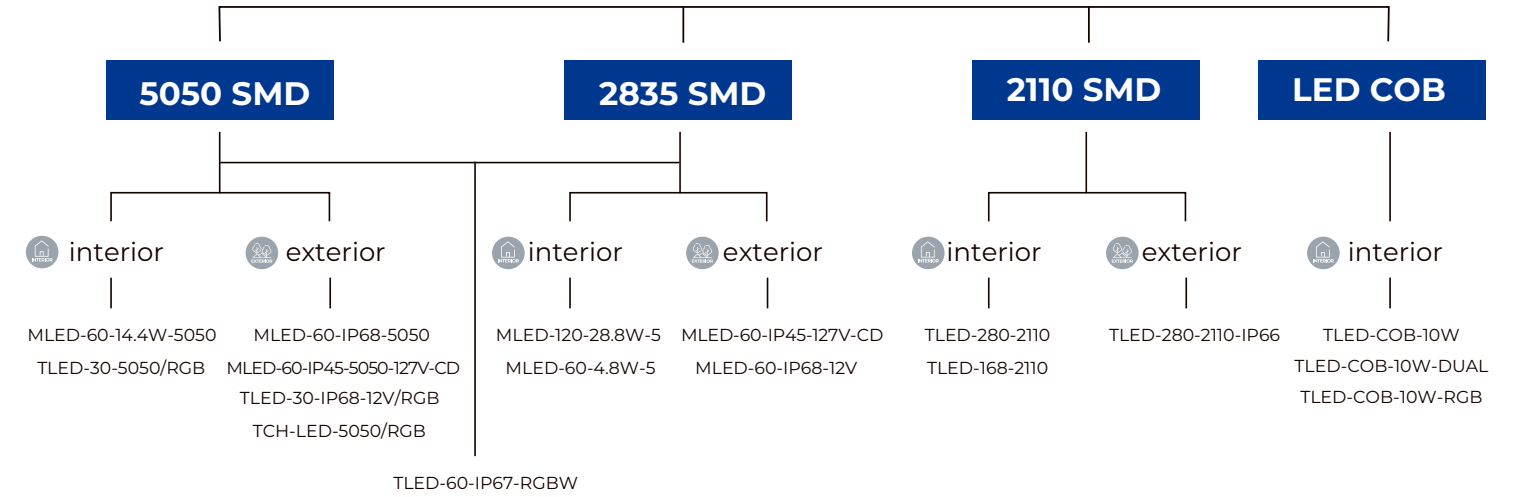 5050 SMD
interior
MLED-60-14.4W-5050
TLED-30-5050/RGB
exterior
MLED-60-IP68-5050
MLED-60-IP45-5050-127V-CD
TLED-30-IP68-12V/RGB
TCH-LED-5050/RGB
TLED-60-IP67-RGBW
2835 SMD
interior
MLED-120-28.8W-5
MLED-60-4.8W-5
exterior
MLED-60-IP45-127V-CD
MLED-60-IP68-12V
2110 SMD
interior
TLED-280-2110
TLED-168-2110
exterior
TLED-280-2110-IP66
LED COB
interior
TLED-COB-10W
TLED-COB-10W-DUAL
TLED-COB-10W-RGB